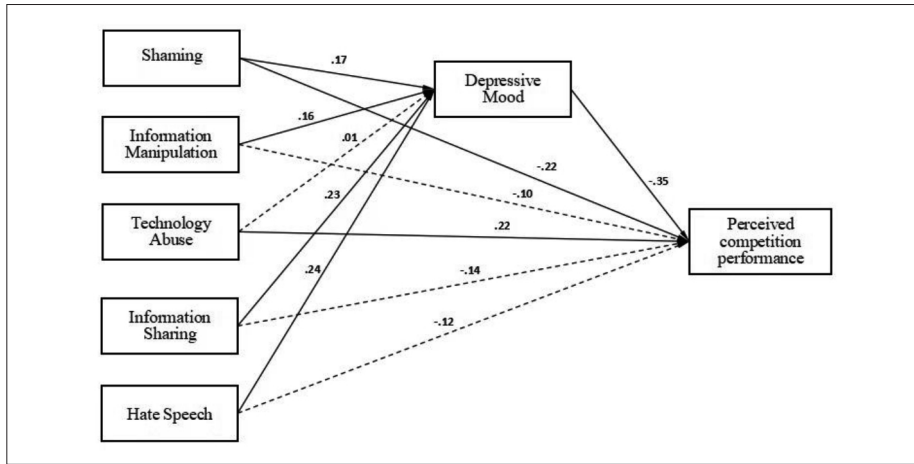 Shaming
.17
Depressive
Mood
Information
Manipulation
.16
.01
-.22
-.35
-.10
.23
Technology
Abuse
.22
Perceived
competition
performance
.24
-.14
Information
Sharing
-.12
Hate Speech